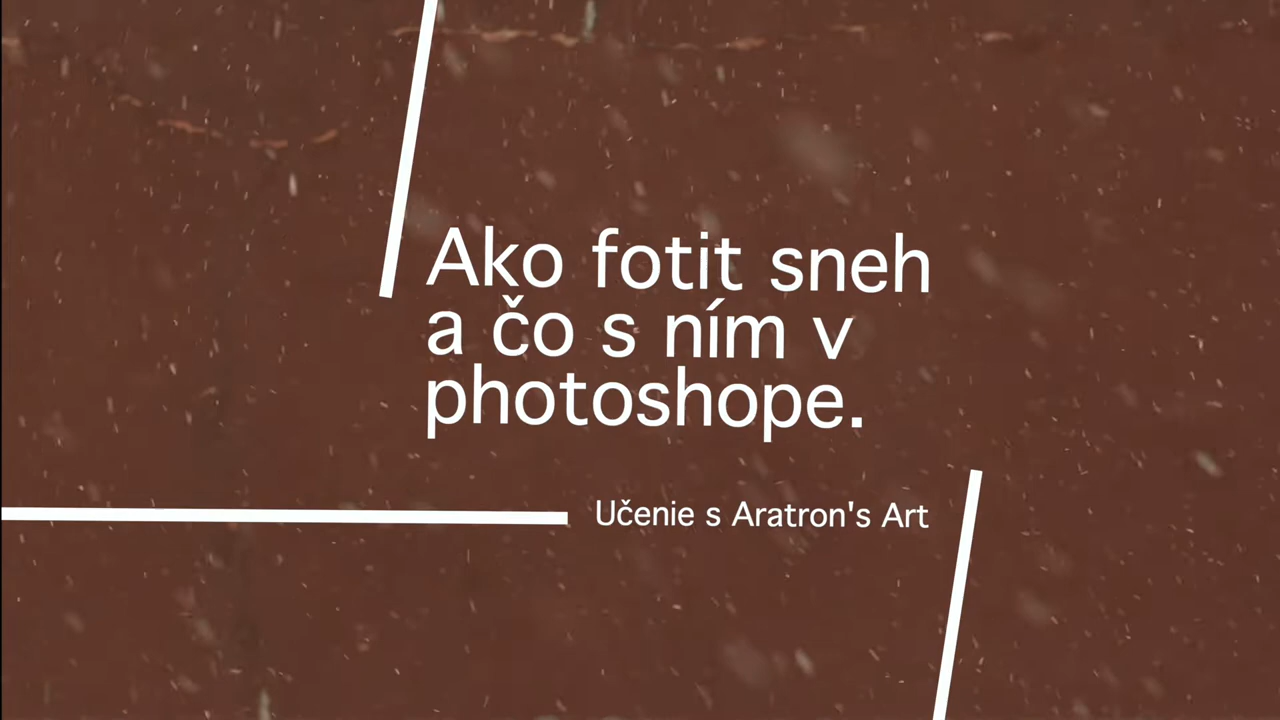 Ako fotit sneh
a čo s ním v
photoshope.
Učenie s Aratron's Art